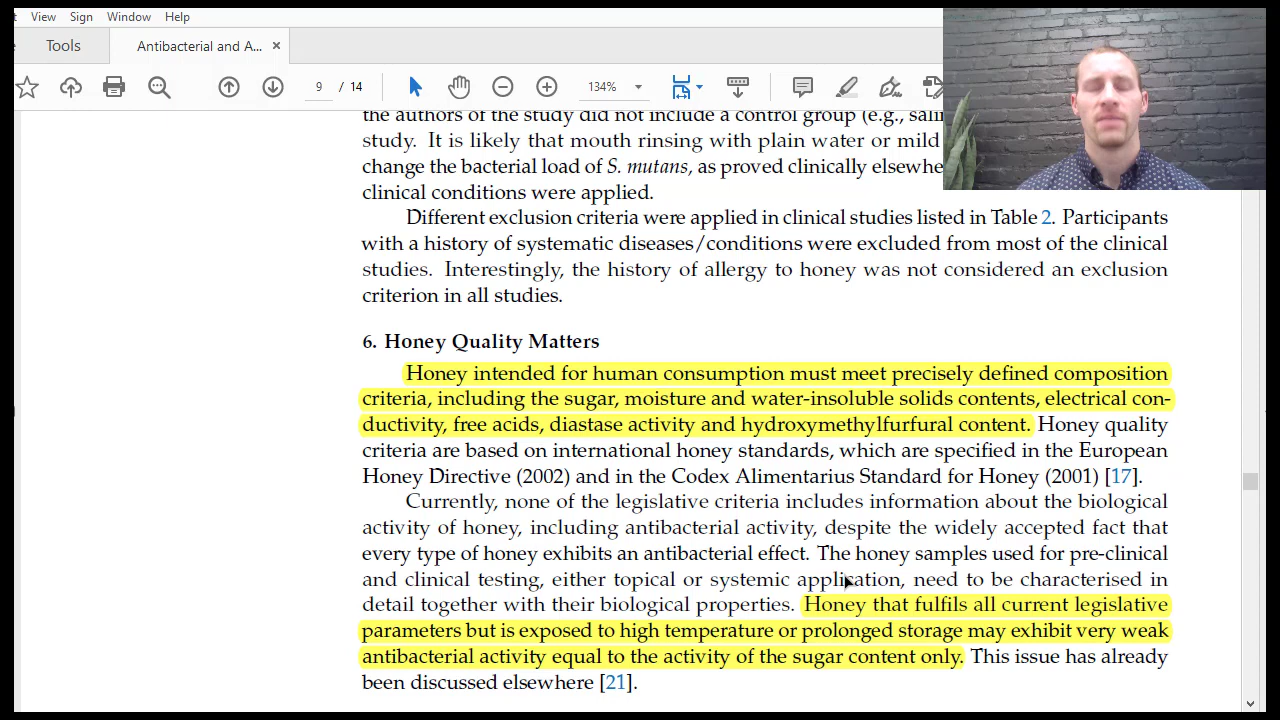 View Sign Window Help
Tools Antibacterial and A... ×
9 / 14 134%
the authors of the study did not include a control group (e.g.,
study. It is likely that mouth rinsing with plain water or mild
change the bacterial load of S. mutans, as proved clinically
clinical conditions were applied.
Different exclusion criteria were applied in clinical studies listed in Table 2. Participants
with a history of systematic diseases/conditions were excluded from most of the clinical
studies. Interestingly, the history of allergy to honey was not considered an exclusion
criterion in all studies.
6. Honey Quality Matters
Honey intended for human consumption must meet precisely defined composition
criteria, including the sugar, moisture and water-insoluble solids contents, electrical con-
ductivity, free acids, diastase activity and hydroxymethylfurfural content. Honey quality
criteria are based on international honey standards, which are specified in the European
Honey Directive (2002) and in the Codex Alimentarius Standard for Honey (2001) [17].
Currently, none of the legislative criteria includes information about the biological
activity of honey, including antibacterial activity, despite the widely accepted fact that
every type of honey exhibits an antibacterial effect. The honey samples used for pre-clinical
and clinical testing, either topical or systemic application, need to be characterised in
detail together with their biological properties. Honey that fulfils all current legislative
parameters but is exposed to high temperature or prolonged storage may exhibit very weak
antibacterial activity equal to the activity of the sugar content only. This issue has already
been discussed elsewhere [21].